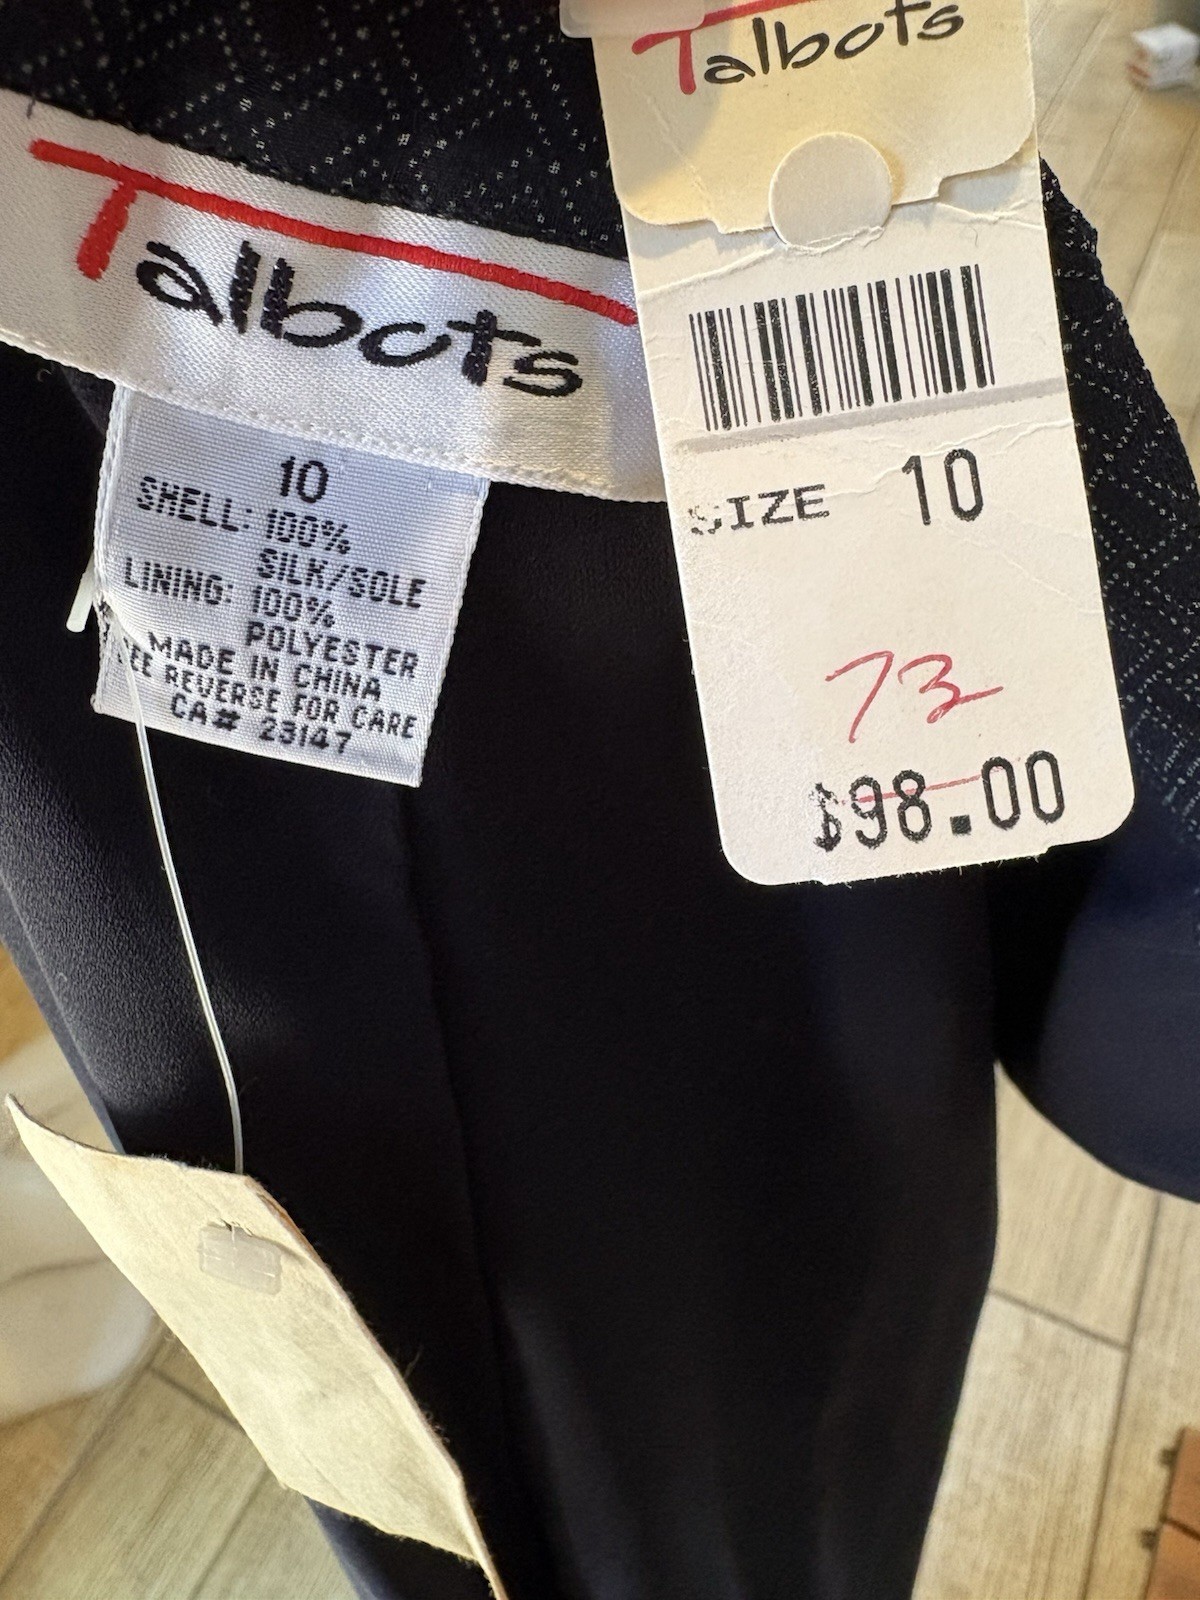 Talbots
SIZE 10
73
$98.00
Talbots
10
SHELL: 100%
SILK/SOLE
LINING: 100%
POLYESTER
MADE IN CHINA
SEE REVERSE FOR CARE
CA# 23147